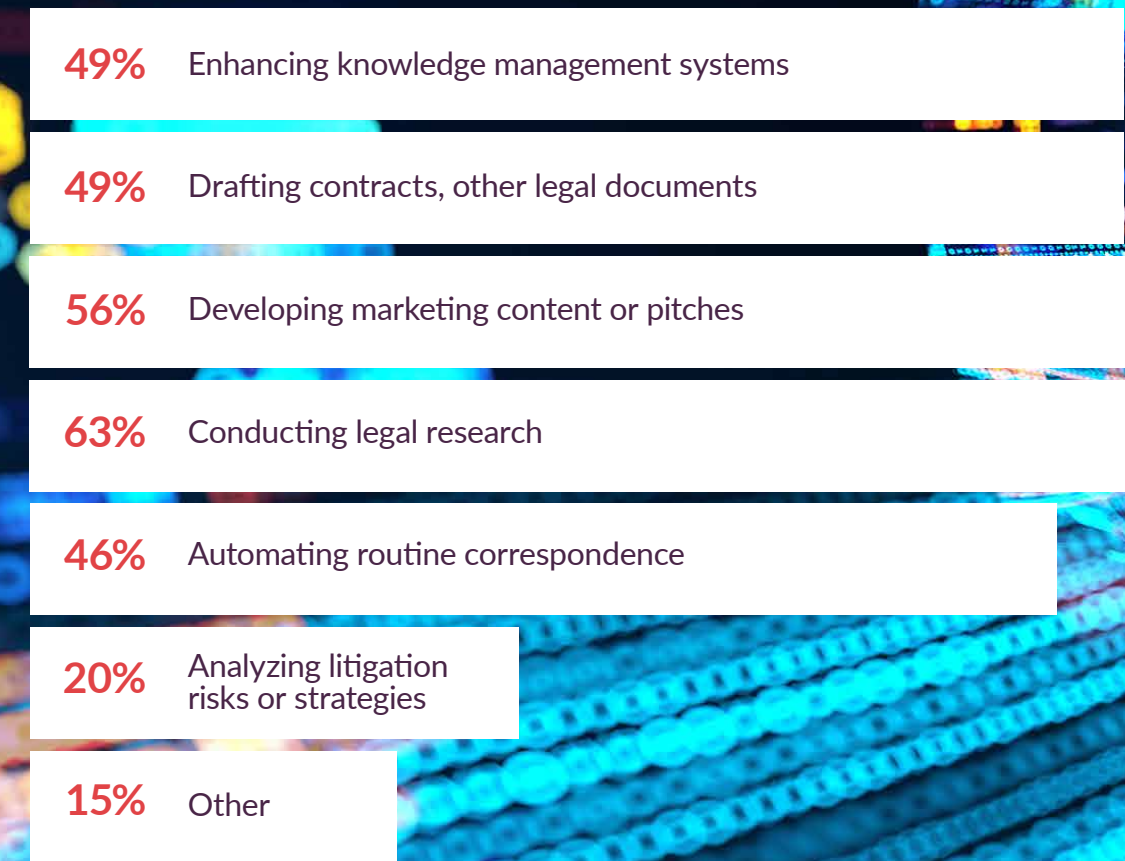 49% Enhancing knowledge management systems
49% Drafting contracts, other legal documents
56% Developing marketing content or pitches
63% Conducting legal research
46% Automating routine correspondence
20% Analyzing litigation
risks or strategies
15% Other